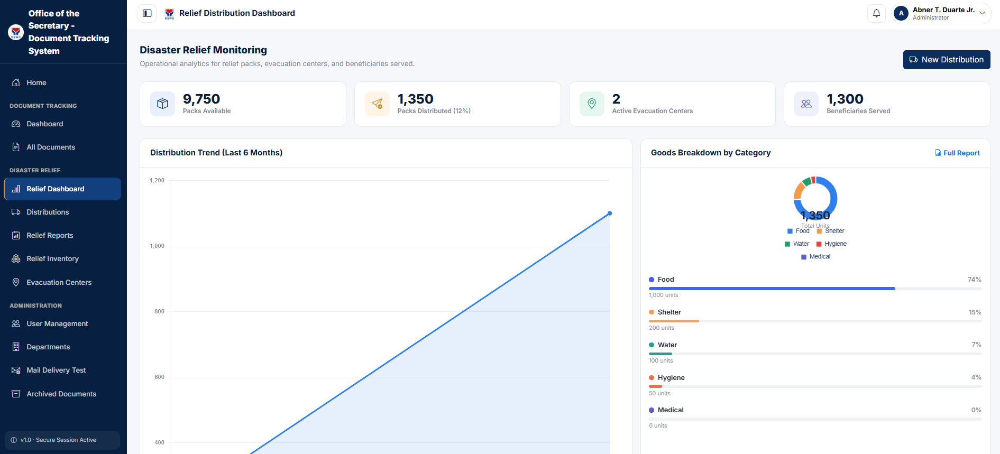 Office of the
Secretary -
Document Tracking
System
Home
DOCUMENT TRACKING
Dashboard
All Documents
DISASTER RELIEF
Relief Dashboard
Distributions
Relief Reports
Relief Inventory
Evacuation Centers
ADMINISTRATION
User Management
Departments
Mail Delivery Test
Archived Documents
v1.0 · Secure Session Active
DSWD
Relief Distribution Dashboard
A
Abner T. Duarte Jr.
Administrator
Disaster Relief Monitoring
Operational analytics for relief packs, evacuation centers, and beneficiaries served.
New Distribution
9,750
Packs Available
1,350
Packs Distributed (12%)
2
Active Evacuation Centers
1,300
Beneficiaries Served
Distribution Trend (Last 6 Months)
1,200
1,000
800
600
400
Goods Breakdown by Category
Full Report
1,350
Total Units
Food Shelter
Water Hygiene
Medical
Food 74%
1,000 units
Shelter 15%
200 units
Water 7%
100 units
Hygiene 4%
50 units
Medical 0%
0 units